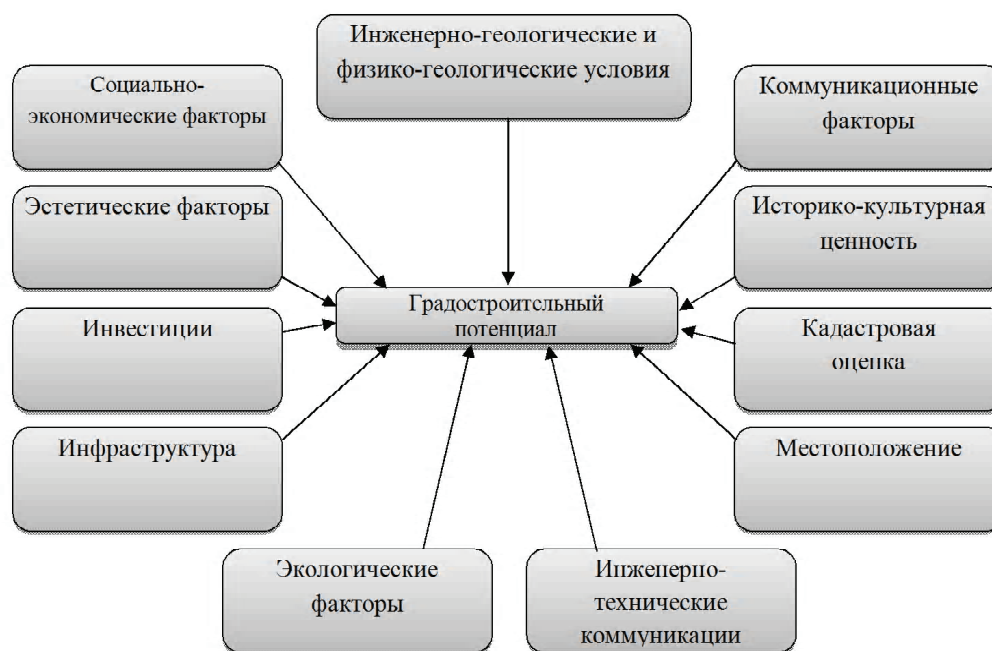 Инженерно-геологические и
физико-геологические условия
Социально-
экономические факторы
Коммуникационные
факторы
Эстетические факторы
Историко-культурная
ценность
Градостроительный
потенциал
Инвестиции
Кадастровая
оценка
Инфраструктура
Местоположение
Экологические
факторы
Инженерно-
технические
коммуникации